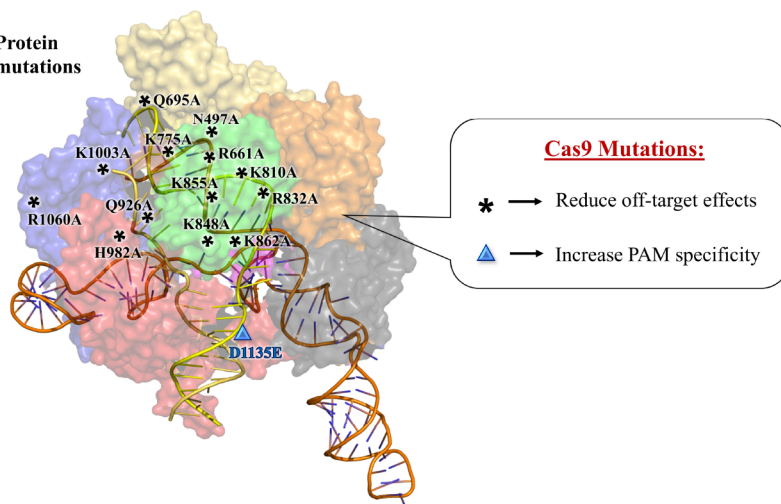 Protein
mutations
Q695A
N497A
K775A
K1003A
R661A
K810A
K855A
R832A
Q926A
R1060A
K848A
H982A
K862A
D1135E
Cas9 Mutations:
* → Reduce off-target effects
→ Increase PAM specificity